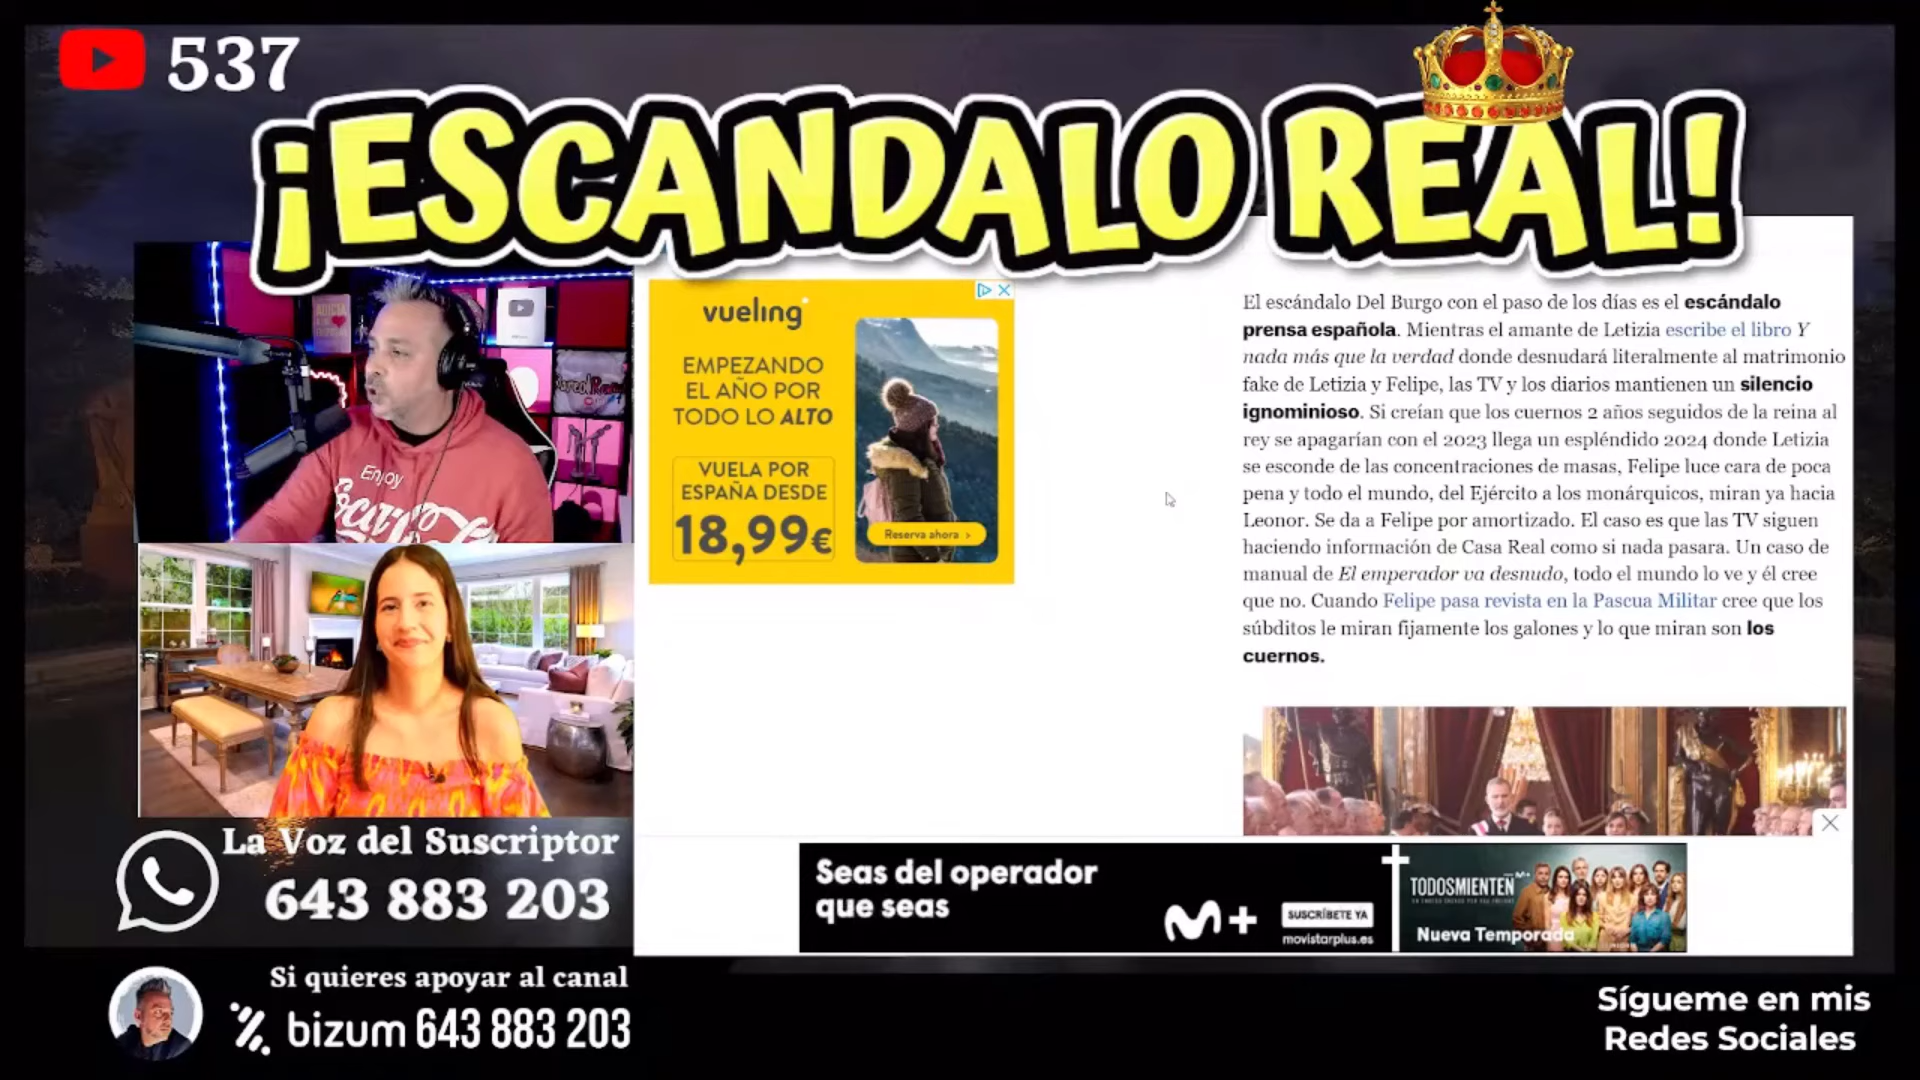 537
¡ESCANDALO REAL!
vueling
EMPEZANDO
EL AÑO POR
TODO LO ALTO
VUELA POR
ESPAÑA DESDE
18,99€
Reserva ahora >
El escándalo Del Burgo con el paso de los días es el escándalo
prensa española. Mientras el amante de Letizia escribe el libro Y
nada más que la verdad donde desnudará literalmente al matrimonio
fake de Letizia y Felipe, las TV y los diarios mantienen un silencio
ignominioso. Si creían que los cuernos 2 años seguidos de la reina al
rey se apagarían con el 2023 llega un espléndido 2024 donde Letizia
se esconde de las concentraciones de masas, Felipe luce cara de poca
pena y todo el mundo, del Ejército a los monárquicos, miran ya hacia
Leonor. Se da a Felipe por amortizado. El caso es que las TV siguen
haciendo información de Casa Real como si nada pasara. Un caso de
manual de El emperador va desnudo, todo el mundo lo ve y él cree
que no. Cuando Felipe pasa revista en la Pascua Militar cree que los
súbditos le miran fijamente los galones y lo que miran son los
cuernos.
Enjoy
La Voz del Suscriptor
643 883 203
Seas del operador
que seas
M+
SUSCRÍBETE YA
movistarplus.es
TODOSMIENTEN
Nueva Temporada
Si quieres apoyar al canal
bizum 643 883 203
Sígueme en mis
Redes Sociales